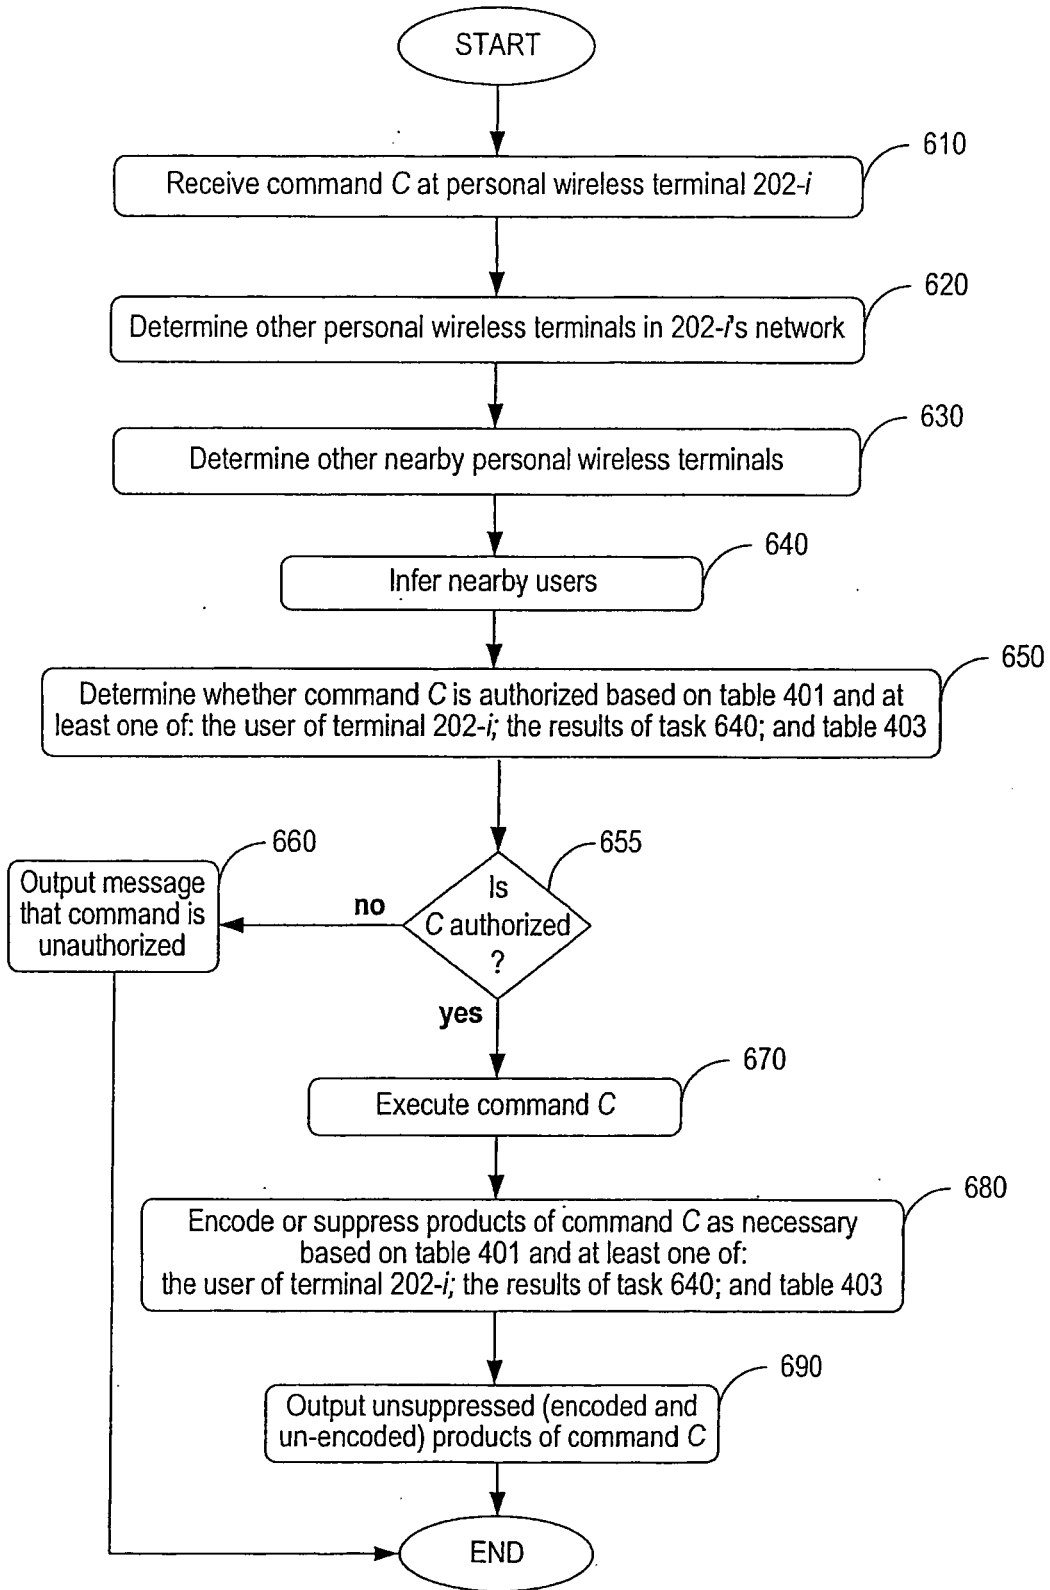 START
610
Receive command C at personal wireless terminal 202-i
620
Determine other personal wireless terminals in 202-i's network
630
Determine other nearby personal wireless terminals
640
Infer nearby users
650
Determine whether command C is authorized based on table 401 and at
least one of: the user of terminal 202-i; the results of task 640; and table 403
660
655
Output message
that command is
unauthorized
no
Is
C authorized
?
yes
670
Execute command C
680
Encode or suppress products of command C as necessary
based on table 401 and at least one of:
the user of terminal 202-i; the results of task 640; and table 403
690
Output unsuppressed (encoded and
un-encoded) products of command C
END